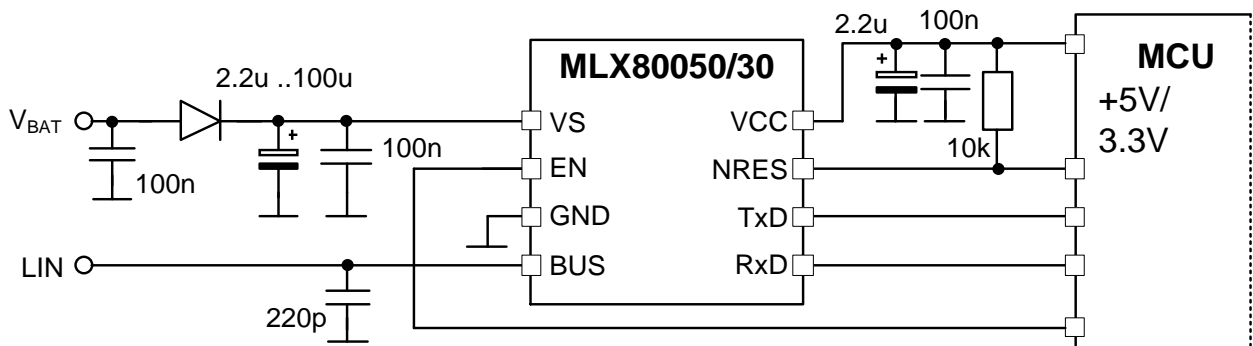 2.2u
100n
MLX80050/30
MCU
+5V/
3.3V
2.2u ..100u
VBAT
VS
VCC
100n
10k
100n
EN
NRES
GND
TxD
LIN
BUS
RxD
220p